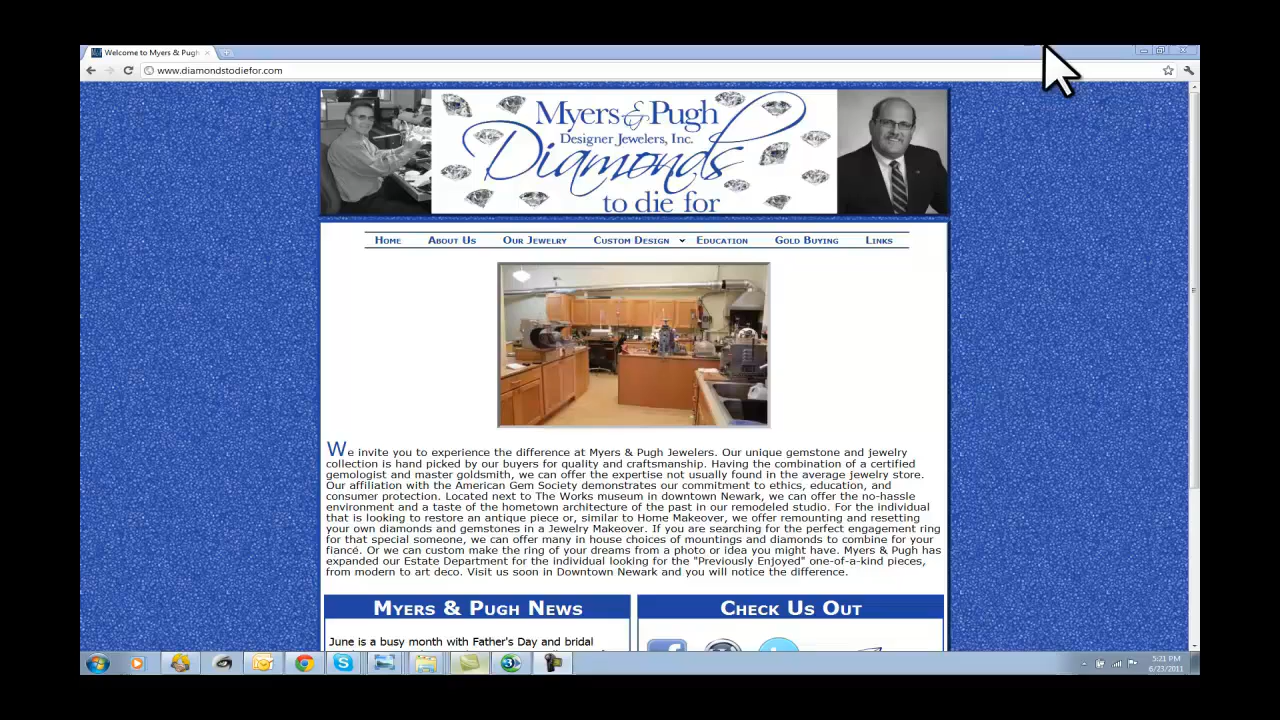 Welcome to Myers & Pugh
www.diamondstodiefor.com
Myers & Pugh
Designer Jewelers, Inc.
Diamonds
to die for
Home About Us Our Jewelry Custom Design Education Gold Buying Links
We invite you to experience the difference at Myers & Pugh Jewelers. Our unique gemstone and jewelry
collection is hand picked by our buyers for quality and craftsmanship. Having the combination of a certified
gemologist and master goldsmith, we can offer the expertise not usually found in the average jewelry store.
Our affiliation with the American Gem Society demonstrates our commitment to ethics, education, and
consumer protection. Located next to The Works museum in downtown Newark, we can offer the no-hassle
environment and a taste of the hometown architecture of the past in our remodeled studio. For the individual
that is looking to restore an antique piece or, similar to Home Makeover, we offer remounting and resetting
your own diamonds and gemstones in a Jewelry Makeover. If you are searching for the perfect engagement ring
for that special someone, we can offer many in house choices of mountings and diamonds to combine for your
fiancé. Or we can custom make the ring of your dreams from a photo or idea you might have. Myers & Pugh has
expanded our Estate Department for the individual looking for the "Previously Enjoyed" one-of-a-kind pieces,
from modern to art deco. Visit us soon in Downtown Newark and you will notice the difference.
Myers & Pugh News
Check Us Out
June is a busy month with Father's Day and bridal
5:21 PM
6/23/2011